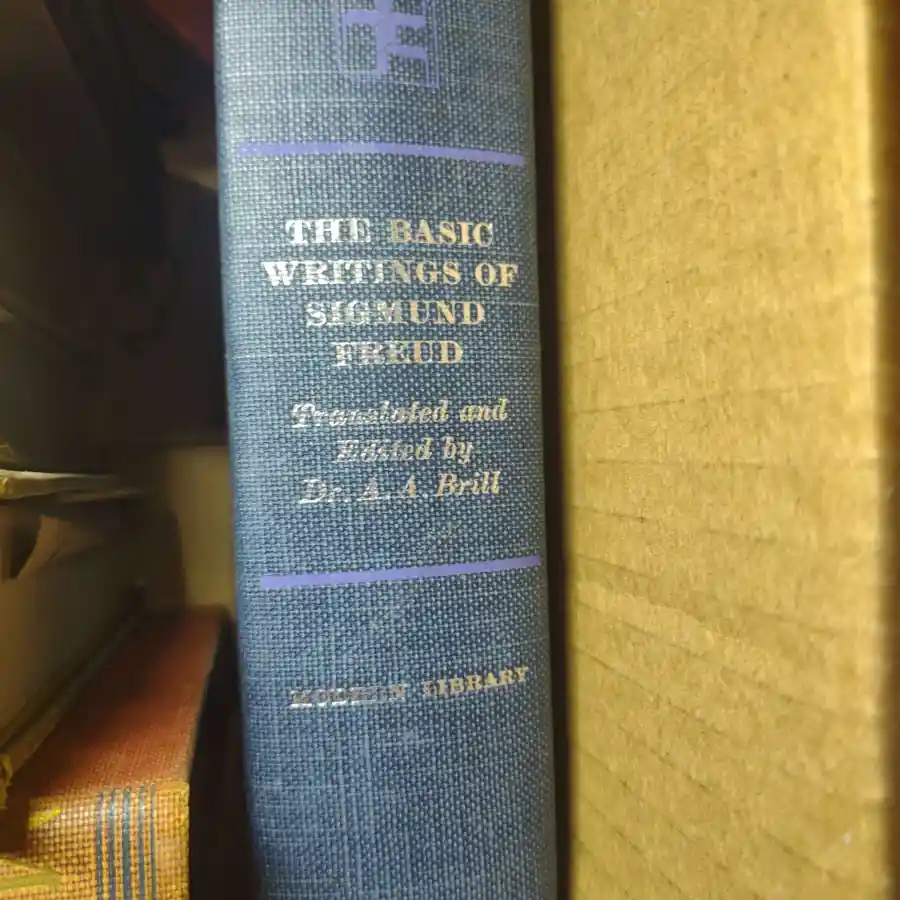 THE BASIC
WRITINGS OF
SIGMUND
FREUD
Translated and
Edited by
Dr. A. A. Brill
MODERN LIBRARY